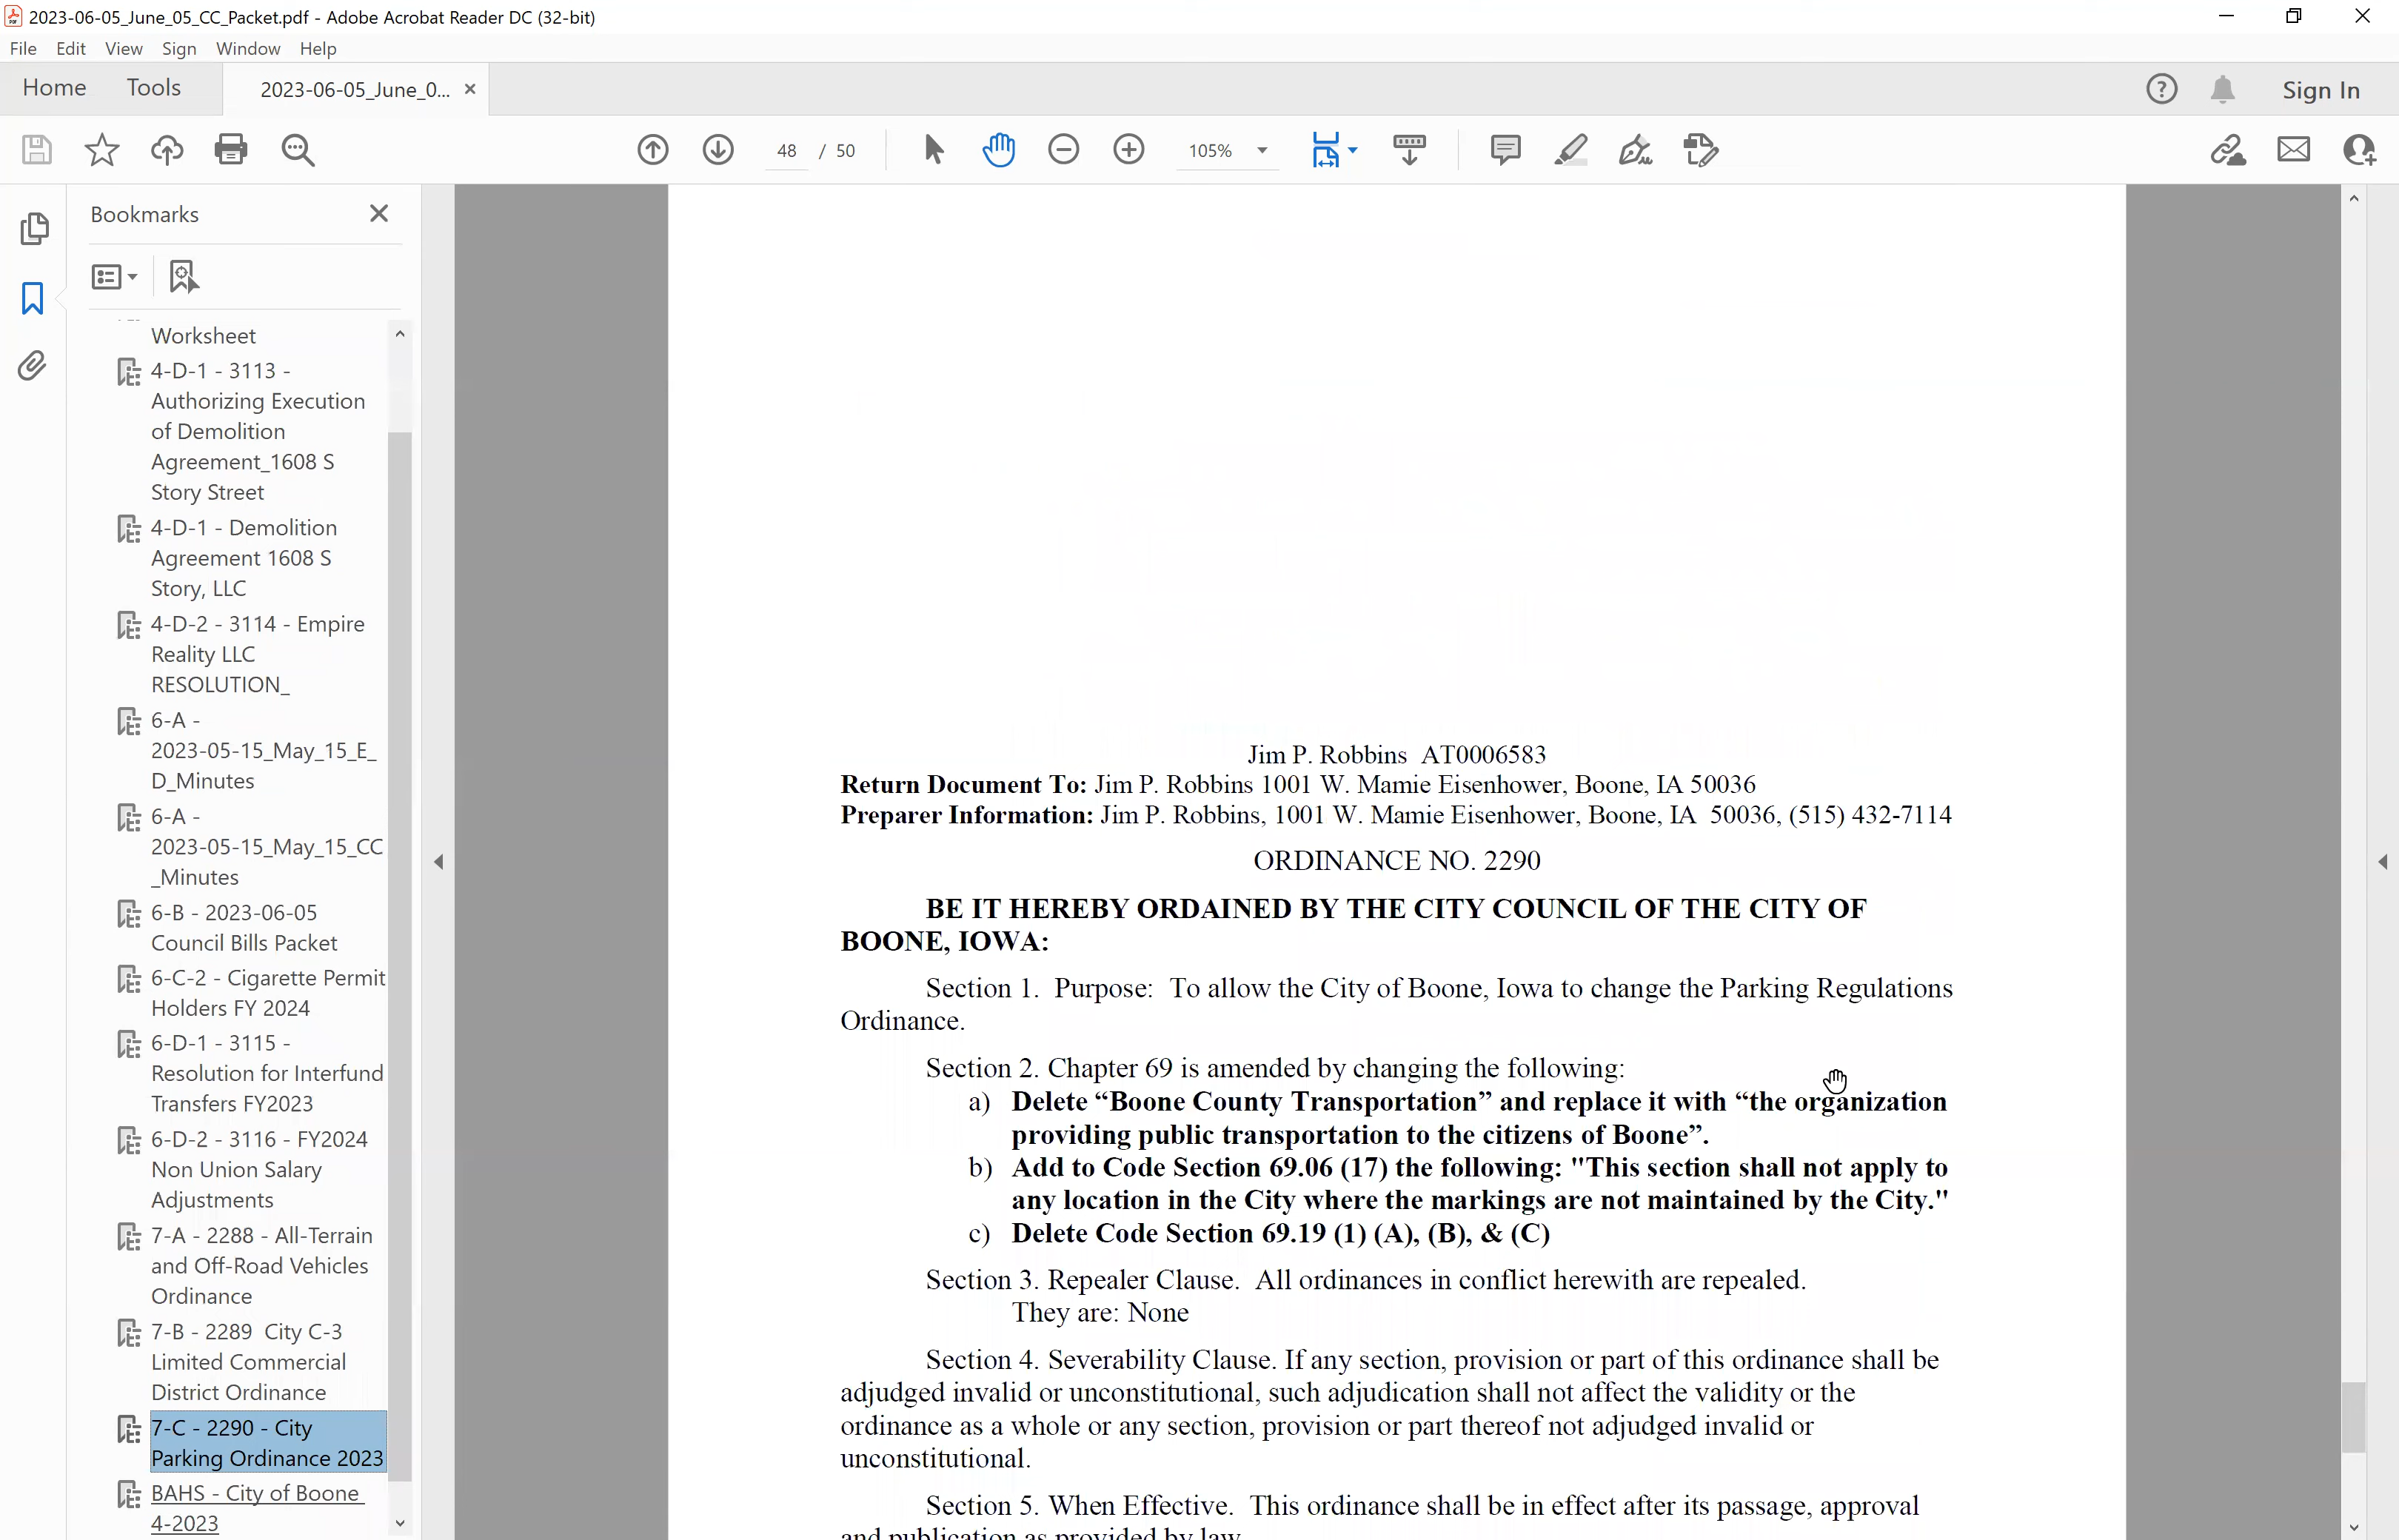 2023-06-05_June_05_CC_Packet.pdf - Adobe Acrobat Reader DC (32-bit)
File Edit View Sign Window Help
Home Tools 2023-06-05_June_0... × Sign In
48 / 50 105%
Bookmarks
Worksheet
4-D-1 - 3113 -
Authorizing Execution
of Demolition
Agreement_1608 S
Story Street
4-D-1 - Demolition
Agreement 1608 S
Story, LLC
4-D-2 - 3114 - Empire
Reality LLC
RESOLUTION_
6-A -
2023-05-15_May_15_E_
D_Minutes
6-A -
2023-05-15_May_15_CC
_Minutes
6-B - 2023-06-05
Council Bills Packet
6-C-2 - Cigarette Permit
Holders FY 2024
6-D-1 - 3115 -
Resolution for Interfund
Transfers FY2023
6-D-2 - 3116 - FY2024
Non Union Salary
Adjustments
7-A - 2288 - All-Terrain
and Off-Road Vehicles
Ordinance
7-B - 2289 City C-3
Limited Commercial
District Ordinance
7-C - 2290 - City
Parking Ordinance 2023
BAHS - City of Boone
4-2023
Jim P. Robbins AT0006583
Return Document To: Jim P. Robbins 1001 W. Mamie Eisenhower, Boone, IA 50036
Preparer Information: Jim P. Robbins, 1001 W. Mamie Eisenhower, Boone, IA 50036, (515) 432-7114
ORDINANCE NO. 2290
BE IT HEREBY ORDAINED BY THE CITY COUNCIL OF THE CITY OF
BOONE, IOWA:
Section 1. Purpose: To allow the City of Boone, Iowa to change the Parking Regulations
Ordinance.
Section 2. Chapter 69 is amended by changing the following:
a) Delete “Boone County Transportation” and replace it with “the organization
providing public transportation to the citizens of Boone”.
b) Add to Code Section 69.06 (17) the following: "This section shall not apply to
any location in the City where the markings are not maintained by the City."
c) Delete Code Section 69.19 (1) (A), (B), & (C)
Section 3. Repealer Clause. All ordinances in conflict herewith are repealed.
They are: None
Section 4. Severability Clause. If any section, provision or part of this ordinance shall be
adjudged invalid or unconstitutional, such adjudication shall not affect the validity or the
ordinance as a whole or any section, provision or part thereof not adjudged invalid or
unconstitutional.
Section 5. When Effective. This ordinance shall be in effect after its passage, approval
and publication as provided by law.